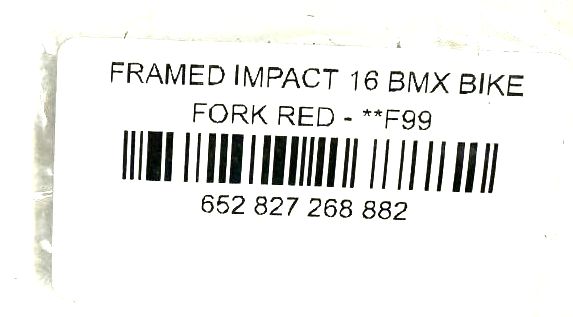 FRAMED IMPACT 16 BMX BIKE
FORK RED - **F99
652 827 268 882